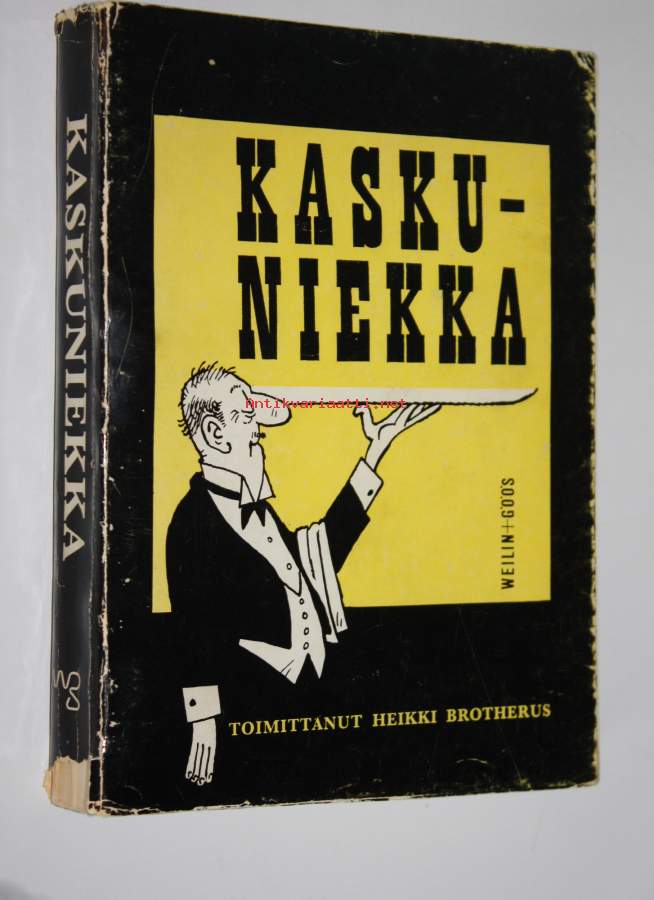 KASKUNIEKKA
KASKU-
NIEKKA
Antikvariaatti.net
WEILIN+GÖÖS
TOIMITTANUT HEIKKI BROTHERUS